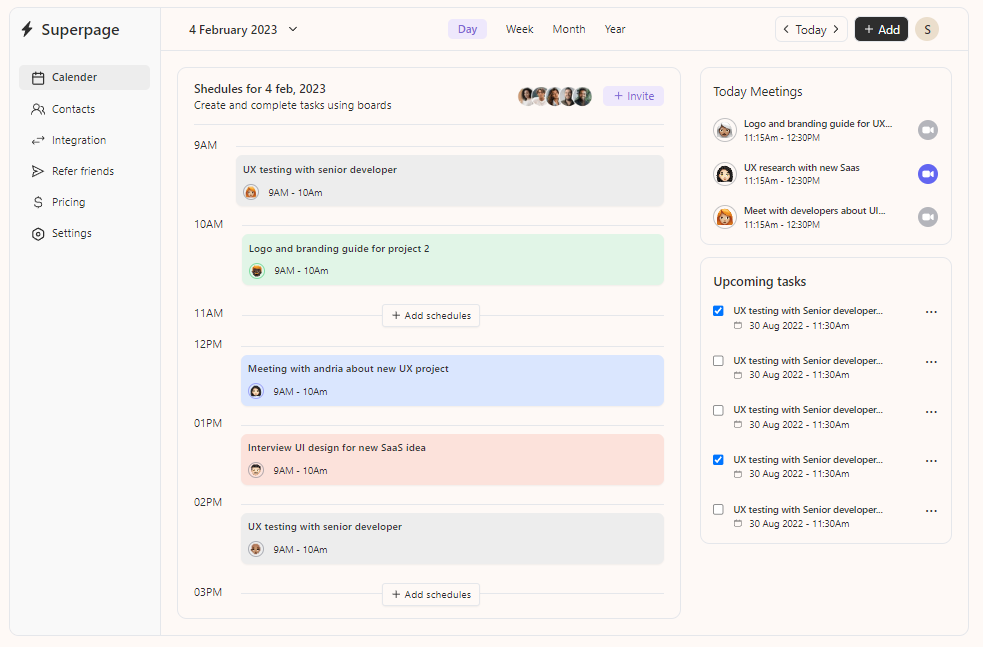 Superpage
Calender
Contacts
Integration
Refer friends
Pricing
Settings
4 February 2023
Day
Week
Month
Year
Today
+ Add
S
Shedules for 4 feb, 2023
Create and complete tasks using boards
+ Invite
9AM
UX testing with senior developer
9AM - 10Am
10AM
Logo and branding guide for project 2
9AM - 10Am
11AM
+ Add schedules
12PM
Meeting with andria about new UX project
9AM - 10Am
01PM
Interview UI design for new SaaS idea
9AM - 10Am
02PM
UX testing with senior developer
9AM - 10Am
03PM
+ Add schedules
Today Meetings
Logo and branding guide for UX...
11:15Am - 12:30PM
UX research with new Saas
11:15Am - 12:30PM
Meet with developers about UI...
11:15Am - 12:30PM
Upcoming tasks
UX testing with Senior developer...
30 Aug 2022 - 11:30Am
UX testing with Senior developer...
30 Aug 2022 - 11:30Am
UX testing with Senior developer...
30 Aug 2022 - 11:30Am
UX testing with Senior developer...
30 Aug 2022 - 11:30Am
UX testing with Senior developer...
30 Aug 2022 - 11:30Am